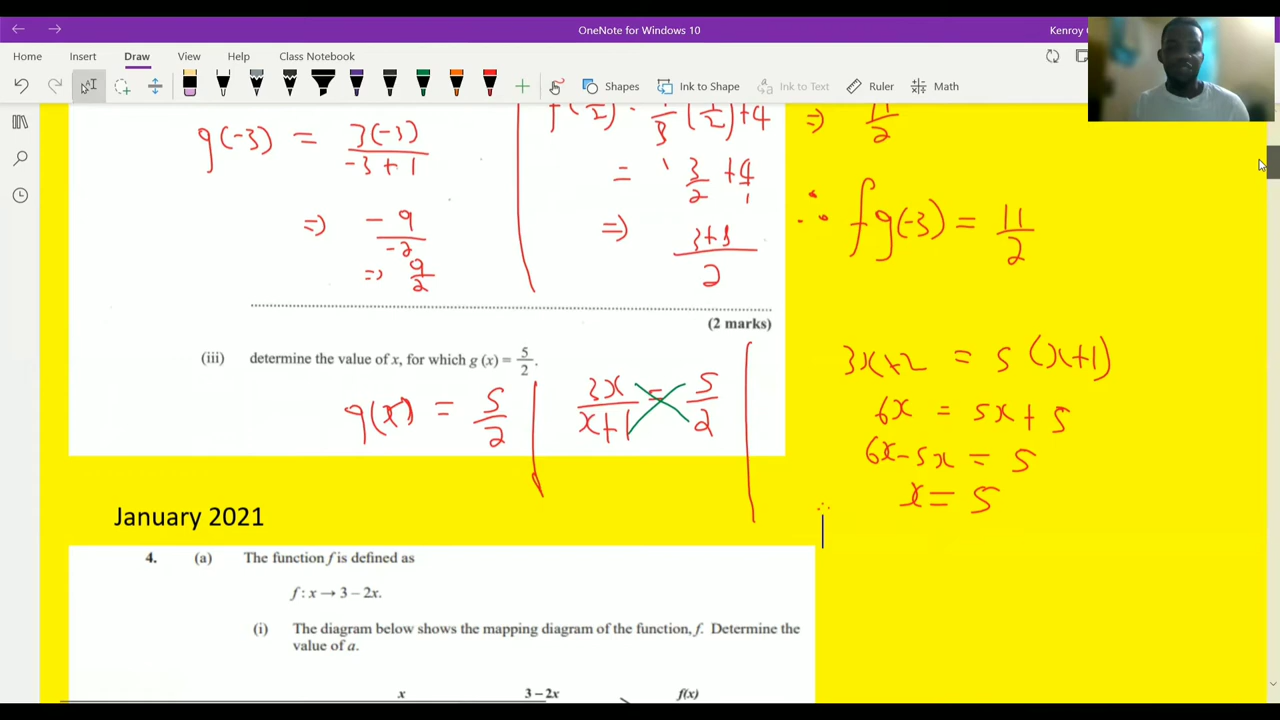 OneNote for Windows 10
Kenroy
Home Insert Draw View Help Class Notebook
Shapes Ink to Shape Ink to Text Ruler Math
g(-3) = 3(-3) / -3+1
=> -9 / -2
=> 9/2
= 3/2 + 4/1
=> 3+8 / 2
=> 11/2
∴ fg(-3) = 11/2
(2 marks)
(iii) determine the value of x, for which g (x) = 5/2.
g(x) = 5/2
3x / x+1 = 5/2
3x×2 = 5 (x+1)
6x = 5x + 5
6x - 5x = 5
x = 5
∴
January 2021
4. (a) The function f is defined as
f : x → 3 – 2x.
(i) The diagram below shows the mapping diagram of the function, f. Determine the
value of a.
x 3 – 2x f(x)